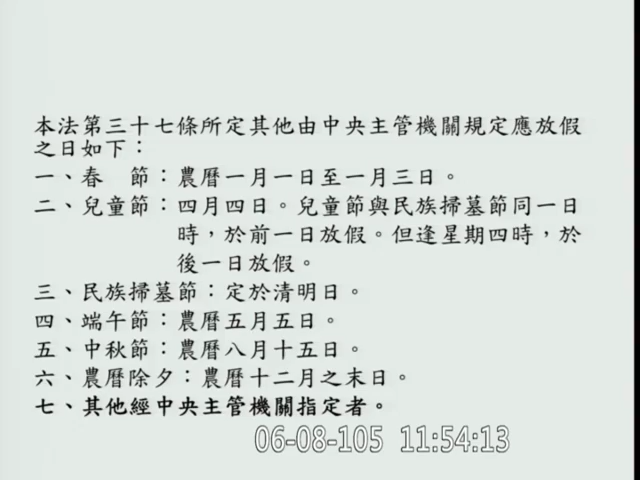 本法第三十七條所定其他由中央主管機關規定應放假
之日如下：
一、春　節：農曆一月一日至一月三日。
二、兒童節：四月四日。兒童節與民族掃墓節同一日
時，於前一日放假。但逢星期四時，於
後一日放假。
三、民族掃墓節：定於清明日。
四、端午節：農曆五月五日。
五、中秋節：農曆八月十五日。
六、農曆除夕：農曆十二月之末日。
七、其他經中央主管機關指定者。
06-08-105 11:54:13